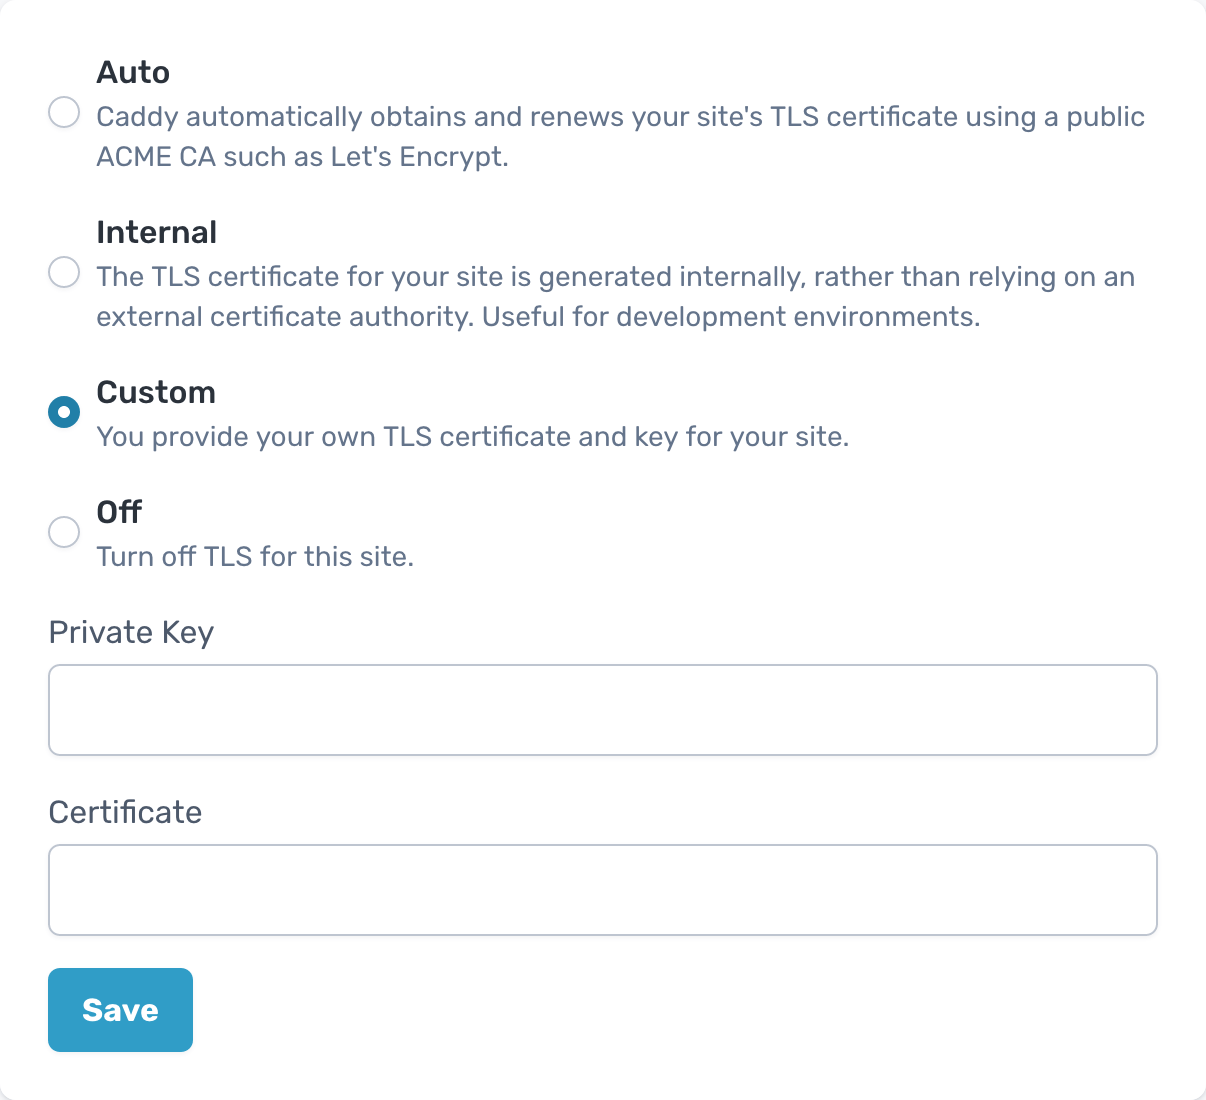 Auto
Caddy automatically obtains and renews your site's TLS certificate using a public
ACME CA such as Let's Encrypt.
Internal
The TLS certificate for your site is generated internally, rather than relying on an
external certificate authority. Useful for development environments.
Custom
You provide your own TLS certificate and key for your site.
Off
Turn off TLS for this site.
Private Key
Certificate
Save